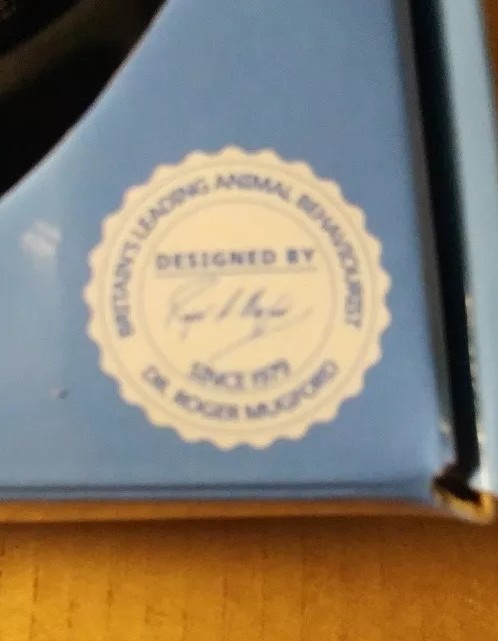 BRITAIN'S LEADING ANIMAL BEHAVIOURIST
DESIGNED BY
SINCE 1979
DR. ROGER MUGFORD